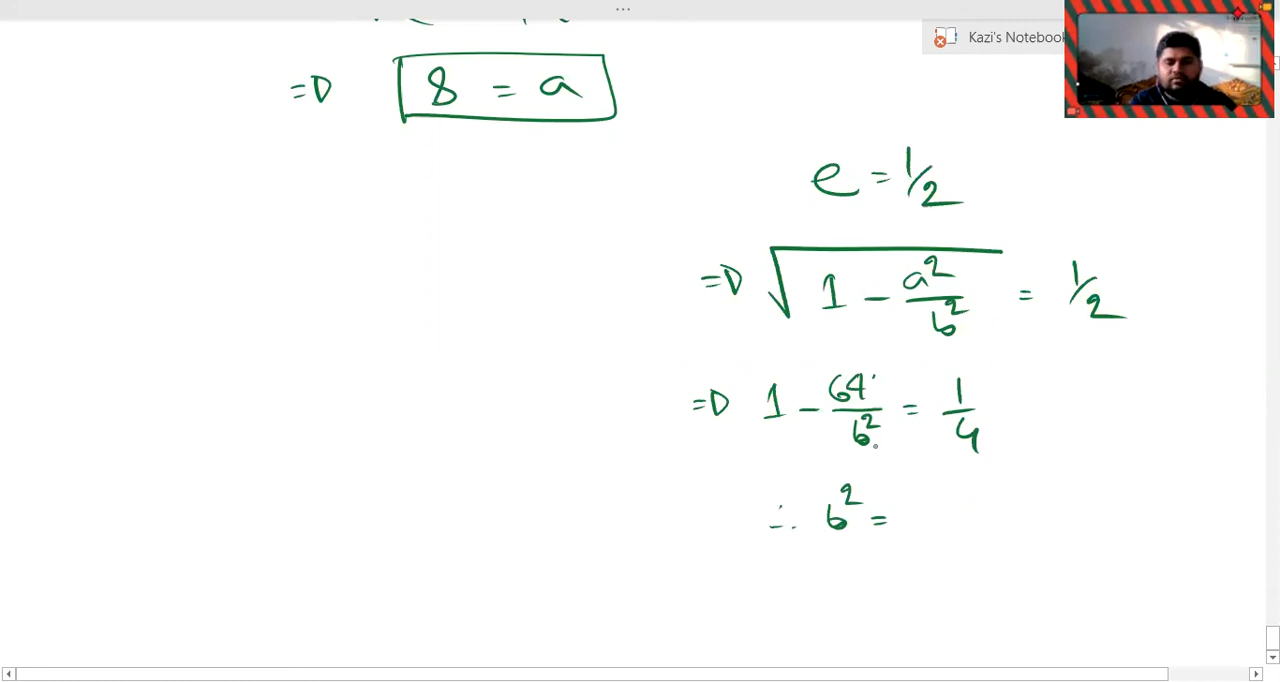 ...
Kazi's Notebook
=D 8 = a
e = 1/2
=D √(1 - a²/b²) = 1/2
=D 1 - 64/b² = 1/4
∴ b² =